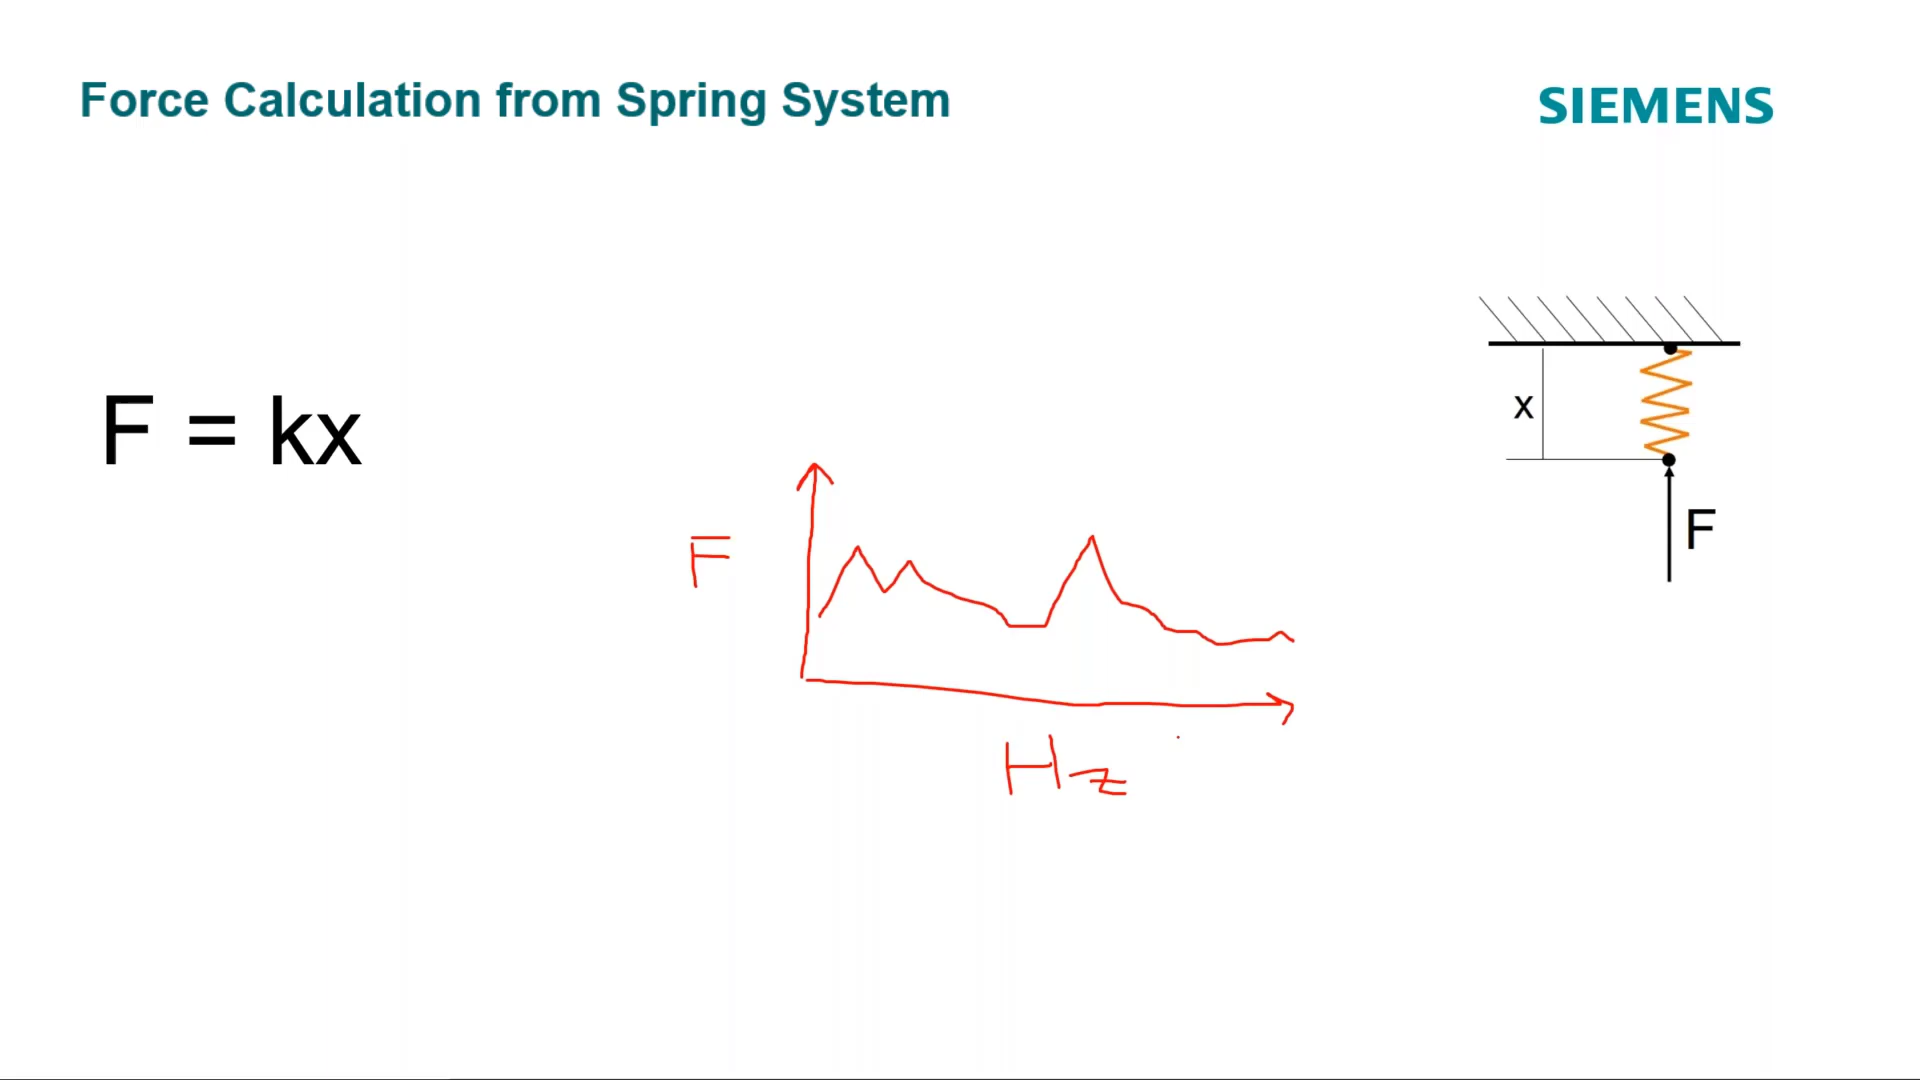 Force Calculation from Spring System
SIEMENS
F = kx
x
F
F
Hz